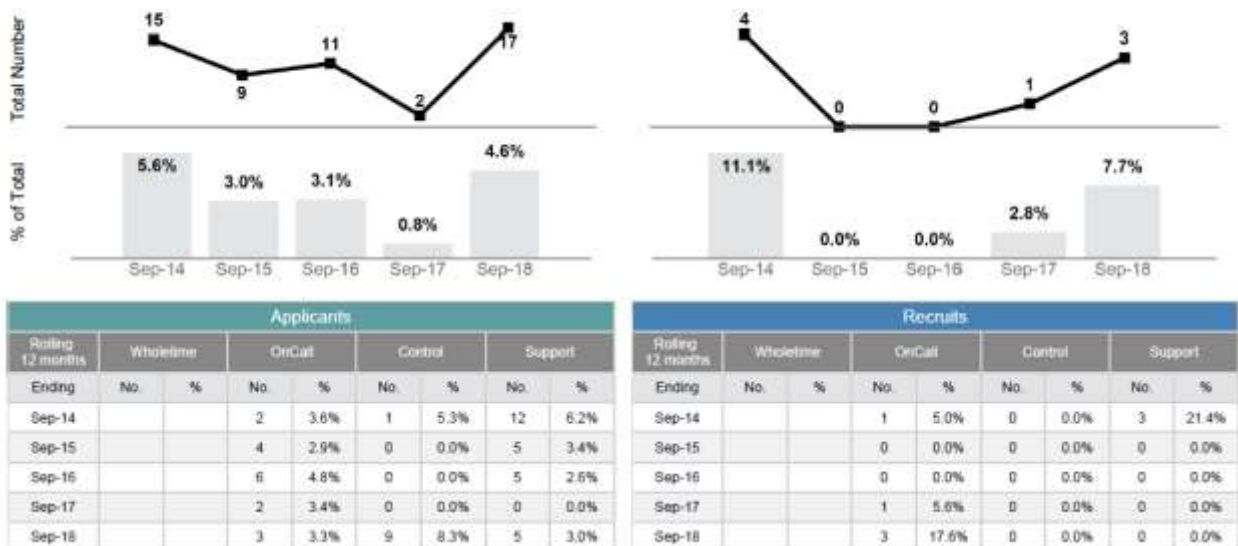 Total Number
15
9
11
2
17
4
0
0
1
3
% of Total
5.6%
3.0%
3.1%
0.8%
4.6%
Sep-14 Sep-15 Sep-16 Sep-17 Sep-18
11.1%
0.0%
0.0%
2.8%
7.7%
Sep-14 Sep-15 Sep-16 Sep-17 Sep-18
Applicants
Rolling 12 months Wholetime OnCall Control Support
Ending No. % No. % No. % No. %
Sep-14 2 3.6% 1 5.3% 12 6.2%
Sep-15 4 2.9% 0 0.0% 5 3.4%
Sep-16 6 4.8% 0 0.0% 5 2.6%
Sep-17 2 3.4% 0 0.0% 0 0.0%
Sep-18 3 3.3% 9 8.3% 5 3.0%
Recruits
Rolling 12 months Wholetime OnCall Control Support
Ending No. % No. % No. % No. %
Sep-14 1 5.0% 0 0.0% 3 21.4%
Sep-15 0 0.0% 0 0.0% 0 0.0%
Sep-16 0 0.0% 0 0.0% 0 0.0%
Sep-17 1 5.6% 0 0.0% 0 0.0%
Sep-18 3 17.6% 0 0.0% 0 0.0%